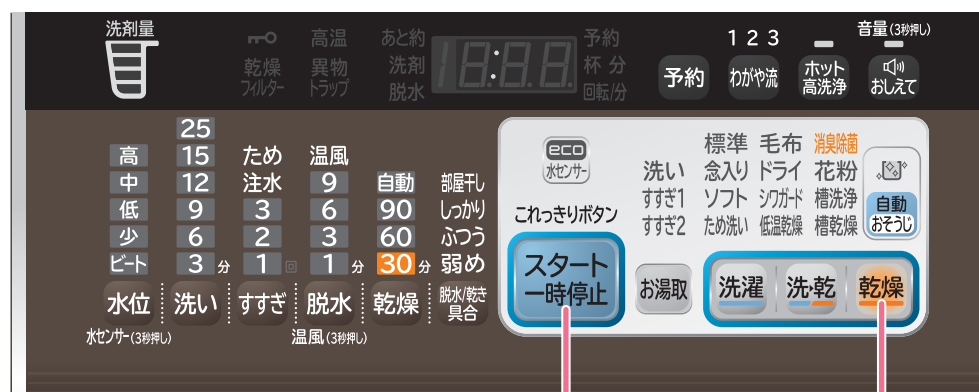 洗剤量
高温 あと約 予約
乾燥 異物 洗剤 18:8.8. 杯 分
フィルター トラップ 脱水 回転/分
1 2 3
音量(3秒押し)
予約 わがや流 ホット高洗浄 おしえて
25
高 15 ため 温風
中 12 注水 9 自動 部屋干し
低 9 3 6 90 しっかり
少 6 2 3 60 ふつう
ビート 3 分 1 回 1 分 30 分 弱め
水位 洗い すすぎ 脱水 乾燥 脱水/乾き具合
水センサー(3秒押し) 温風(3秒押し)
eco
水センサー
これっきりボタン
スタート
一時停止
標準 毛布 消臭除菌
洗い 念入り ドライ 花粉
すすぎ1 ソフト シワガード 槽洗浄
すすぎ2 ため洗い 低温乾燥 槽乾燥
自動
おそうじ
お湯取 洗濯 洗・乾 乾燥